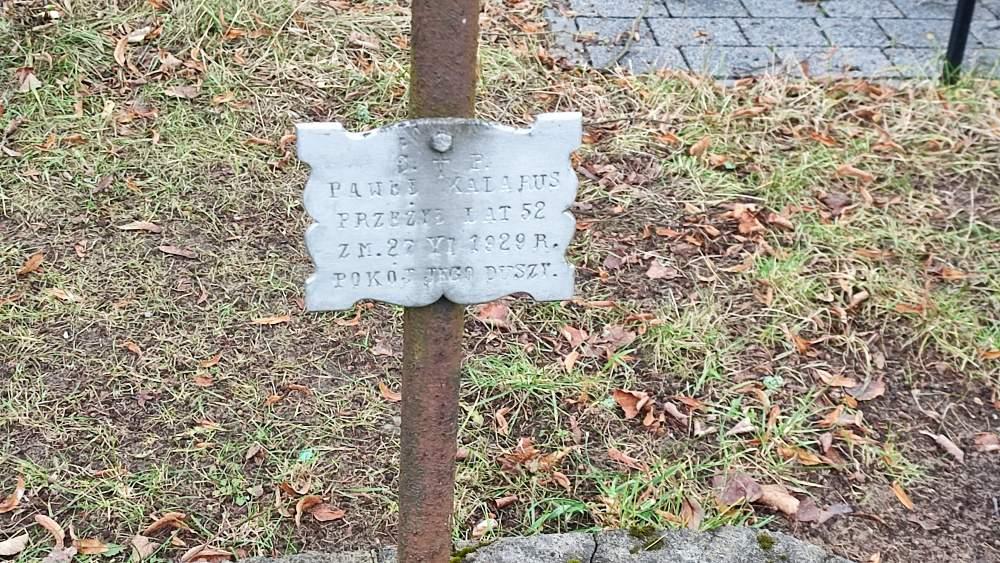 Ś. † P.
PAWEŁ KALARUS
PRZEŻYŁ LAT 52
ZM. 27 VI 1929 R.
POKÓJ JEGO DUSZY.